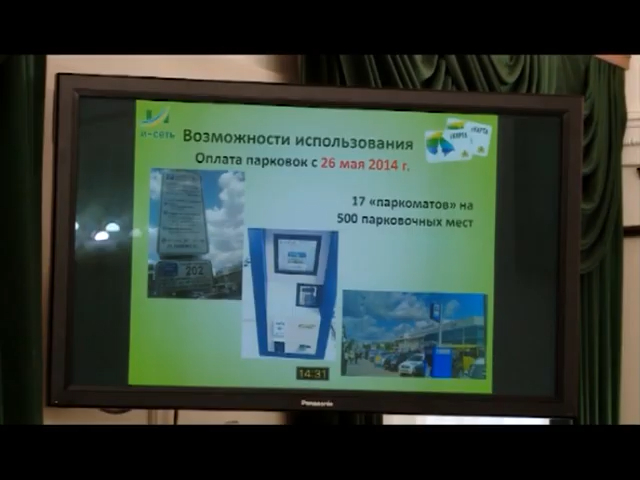 и-сеть
Возможности использования
Оплата парковок с 26 мая 2014 г.
17 «паркоматов» на
500 парковочных мест
202
14:31
Panasonic